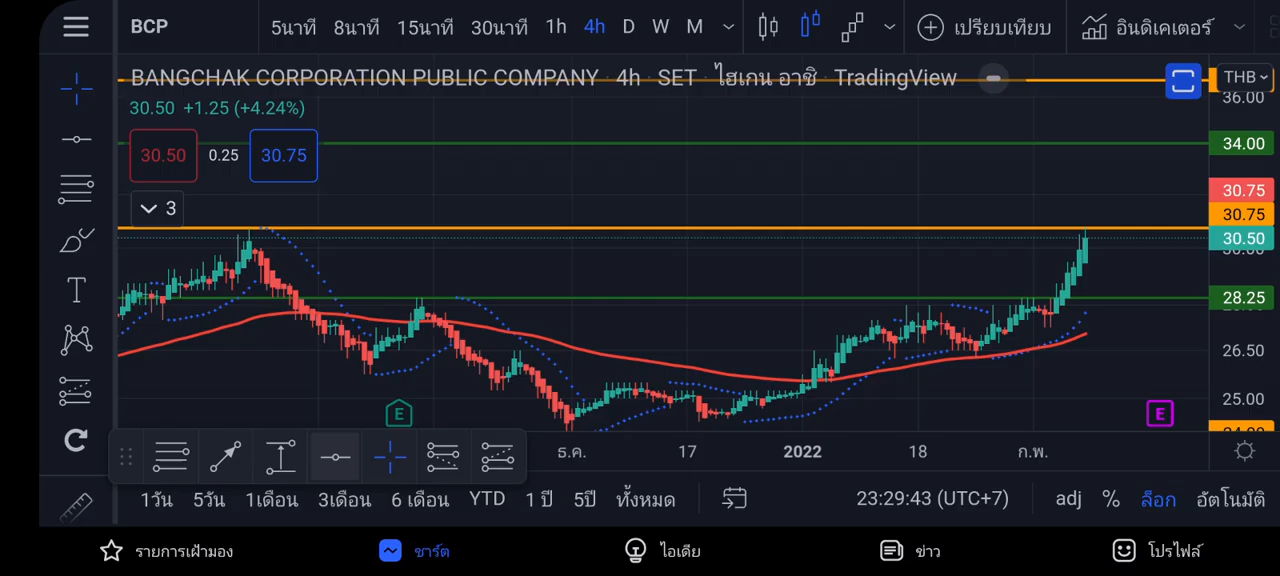 BCP 5นาที 8นาที 15นาที 30นาที 1h 4h D W M เปรียบเทียบ อินดิเคเตอร์
BANGCHAK CORPORATION PUBLIC COMPANY 4h SET ไฮเกน อาชิ TradingView THB
30.50 +1.25 (+4.24%)
36.00
30.50 0.25 30.75
34.00
3
30.75
30.75
30.50
28.25
26.50
25.00
E E
T
ธ.ค. 17 2022 18 ก.พ.
1วัน 5วัน 1เดือน 3เดือน 6 เดือน YTD 1 ปี 5ปี ทั้งหมด 23:29:43 (UTC+7) adj % ล็อก อัตโนมัติ
รายการเฝ้ามอง ชาร์ต ไอเดีย ข่าว โปรไฟล์